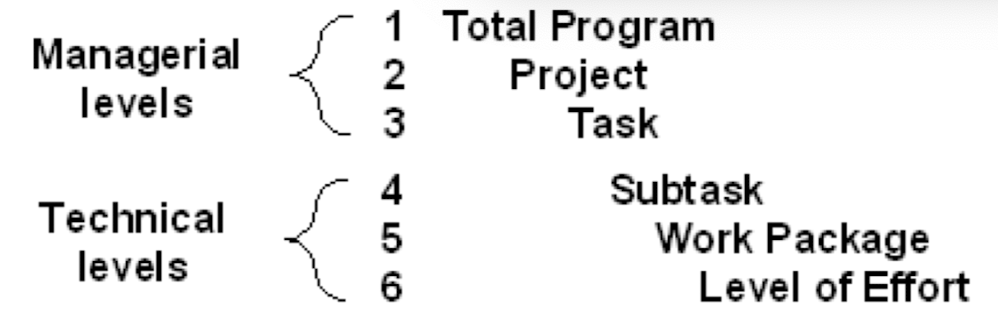 Managerial
levels
1 Total Program
2 Project
3 Task
Technical
levels
4 Subtask
5 Work Package
6 Level of Effort